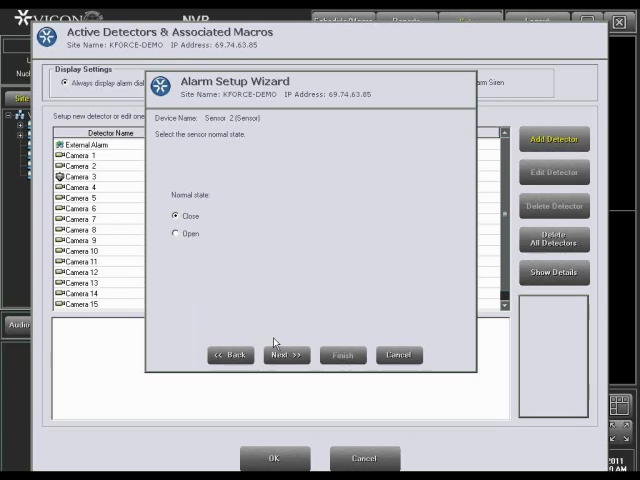 VICON
NVR
Active Detectors & Associated Macros
Site Name: KFORCE-DEMO IP Address: 69.74.63.85
Display Settings
Always display alarm dial
m Siren
Setup new detector or edit one
Detector Name
External Alarm
Camera 1
Camera 2
Camera 3
Camera 4
Camera 5
Camera 6
Camera 7
Camera 8
Camera 9
Camera 10
Camera 11
Camera 12
Camera 13
Camera 14
Camera 15
Alarm Setup Wizard
Site Name: KFORCE-DEMO IP Address: 69.74.63.85
Device Name: Sensor 2 (Sensor)
Select the sensor normal state.
Normal state:
Close
Open
<< Back
Next >>
Finish
Cancel
Add Detector
Edit Detector
Delete Detector
Delete
All Detectors
Show Details
Site
Audio
OK
Cancel